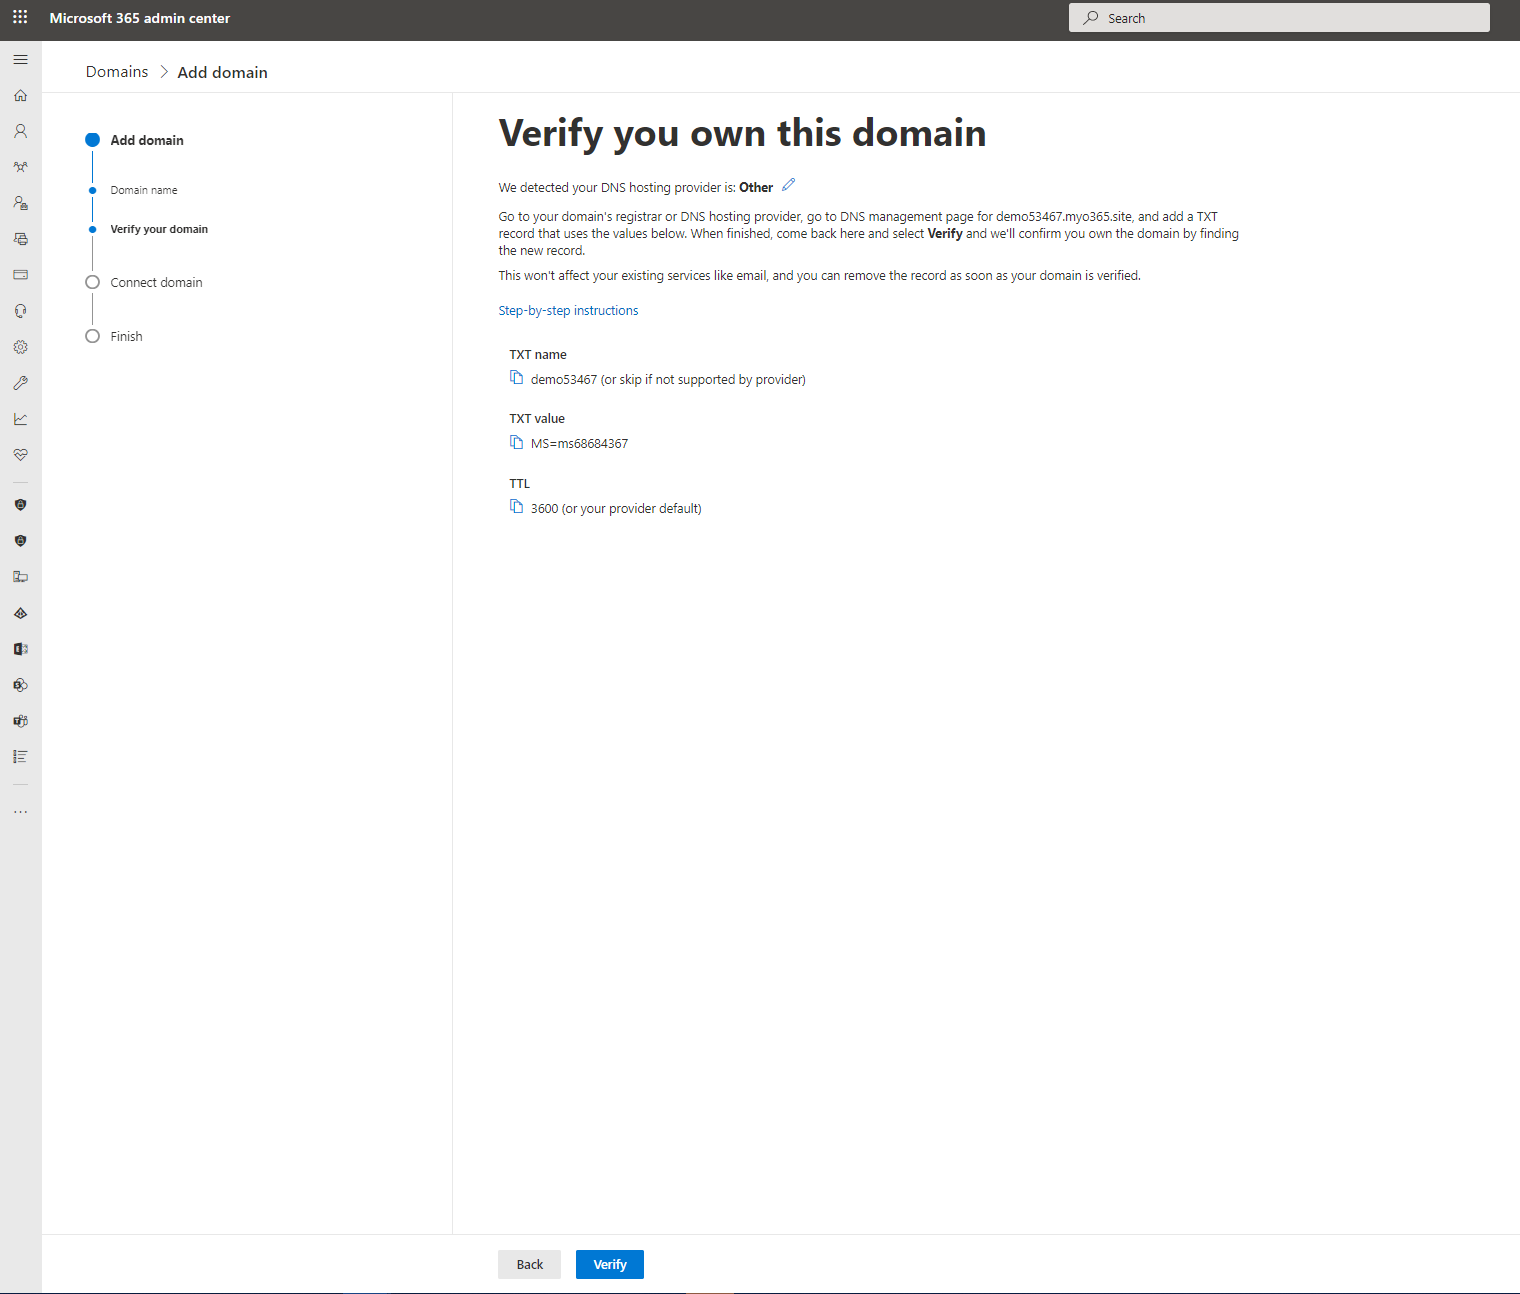 Microsoft 365 admin center
Search
Domains > Add domain
Add domain
Domain name
Verify your domain
Connect domain
Finish
Verify you own this domain
We detected your DNS hosting provider is: Other
Go to your domain's registrar or DNS hosting provider, go to DNS management page for demo53467.myo365.site, and add a TXT
record that uses the values below. When finished, come back here and select Verify and we'll confirm you own the domain by finding
the new record.
This won't affect your existing services like email, and you can remove the record as soon as your domain is verified.
Step-by-step instructions
TXT name
demo53467 (or skip if not supported by provider)
TXT value
MS=ms68684367
TTL
3600 (or your provider default)
Back
Verify